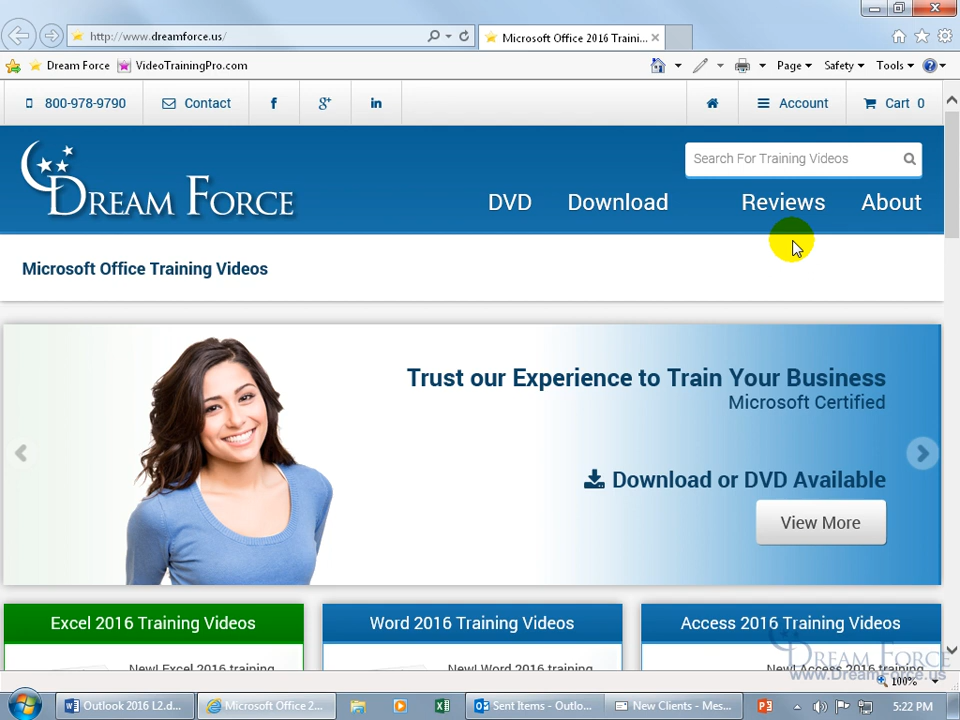 http://www.dreamforce.us/
Microsoft Office 2016 Traini...
Dream Force
VideoTrainingPro.com
Page
Safety
Tools
800-978-9790
Contact
Account
Cart 0
DREAM FORCE
Search For Training Videos
DVD
Download
Reviews
About
Microsoft Office Training Videos
Trust our Experience to Train Your Business
Microsoft Certified
Download or DVD Available
View More
Excel 2016 Training Videos
Word 2016 Training Videos
Access 2016 Training Videos
New! Excel 2016 training
New! Word 2016 training
New! Access 2016 training
DREAM FORCE
www.DreamForce.us
100%
Outlook 2016 L2.d...
Microsoft Office 2...
Sent Items - Outlo...
New Clients - Mes...
5:22 PM